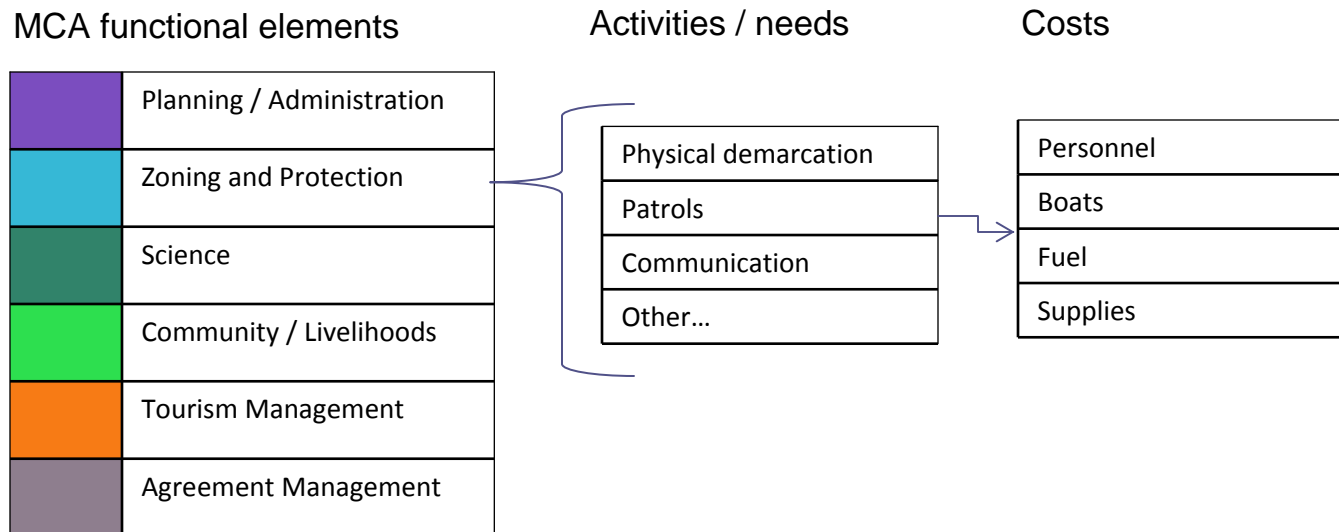 MCA functional elements
Activities / needs
Costs
Planning / Administration
Zoning and Protection
Science
Community / Livelihoods
Tourism Management
Agreement Management
Physical demarcation
Patrols
Communication
Other…
Personnel
Boats
Fuel
Supplies